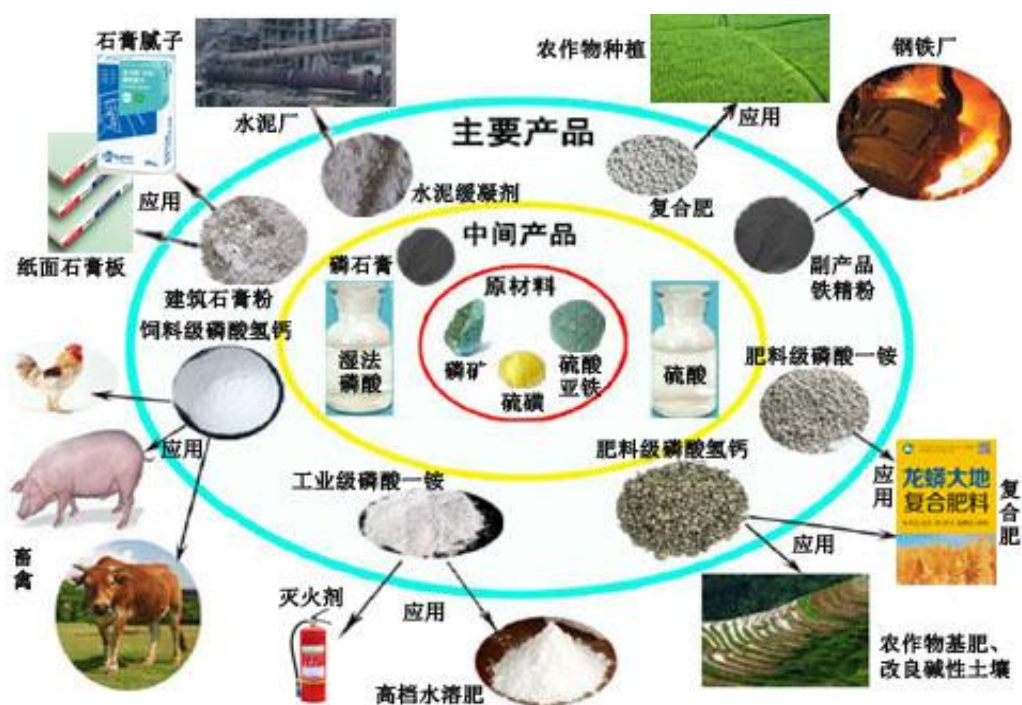 石膏腻子
农作物种植
钢铁厂
水泥厂
应用
主要产品
水泥缓凝剂
复合肥
应用
纸面石膏板
建筑石膏粉
中间产品
磷石膏
副产品
铁精粉
原材料
饲料级磷酸氢钙
湿法
磷酸
磷矿
硫磺
硫酸
亚铁
硫酸
肥料级磷酸一铵
应用
工业级磷酸一铵
肥料级磷酸氢钙
应用
龙蟒大地
复合肥料
复合肥
畜禽
灭火剂
应用
应用
高档水溶肥
农作物基肥、
改良碱性土壤